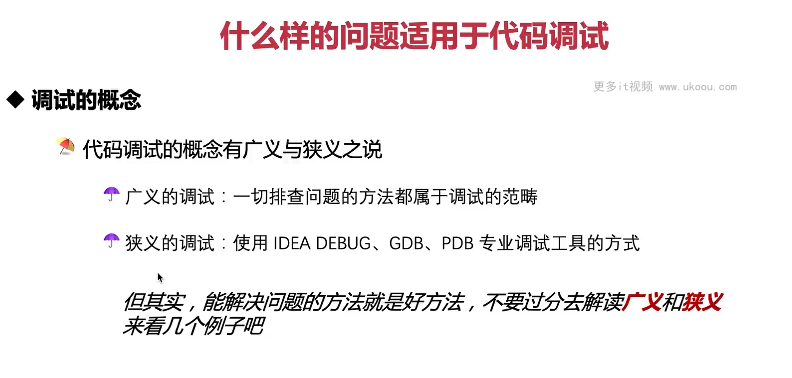 什么样的问题适用于代码调试
更多it视频 www.ukoou.com
调试的概念
代码调试的概念有广义与狭义之说
广义的调试：一切排查问题的方法都属于调试的范畴
狭义的调试：使用 IDEA DEBUG、GDB、PDB 专业调试工具的方式
但其实，能解决问题的方法就是好方法，不要过分去解读广义和狭义
来看几个例子吧